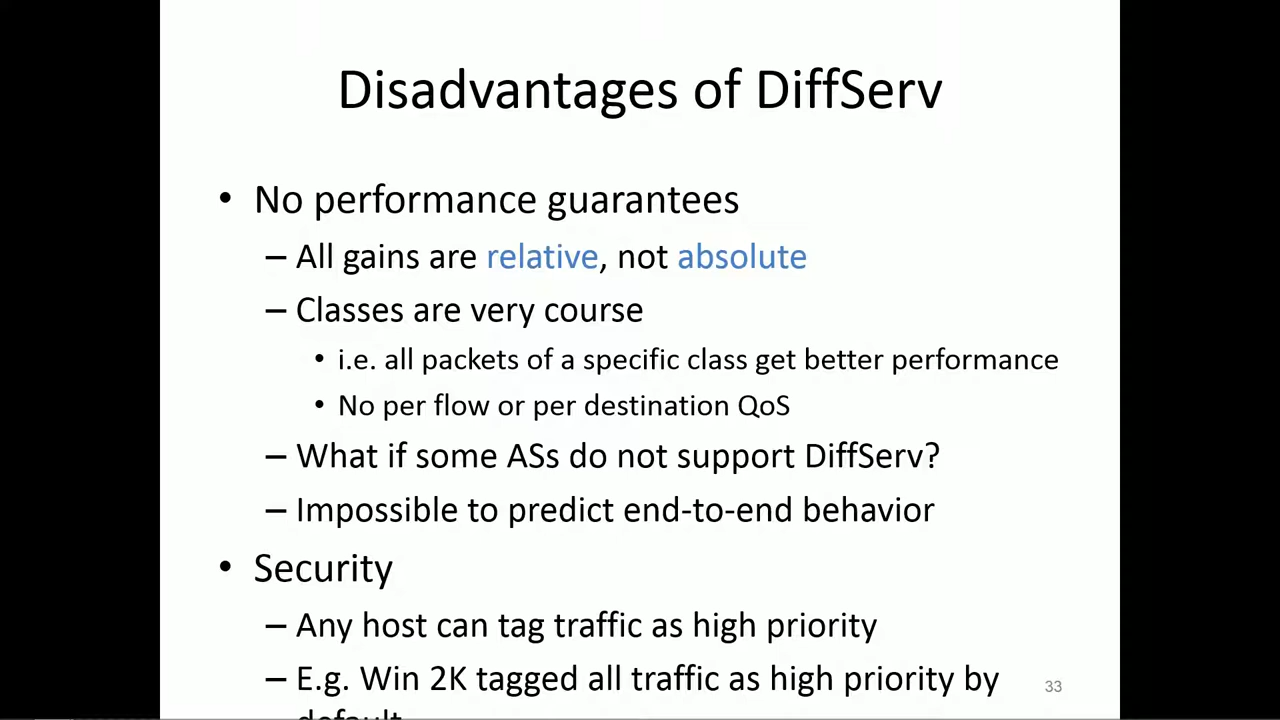 Disadvantages of DiffServ
• No performance guarantees
– All gains are relative, not absolute
– Classes are very course
• i.e. all packets of a specific class get better performance
• No per flow or per destination QoS
– What if some ASs do not support DiffServ?
– Impossible to predict end-to-end behavior
• Security
– Any host can tag traffic as high priority
– E.g. Win 2K tagged all traffic as high priority by
default
33